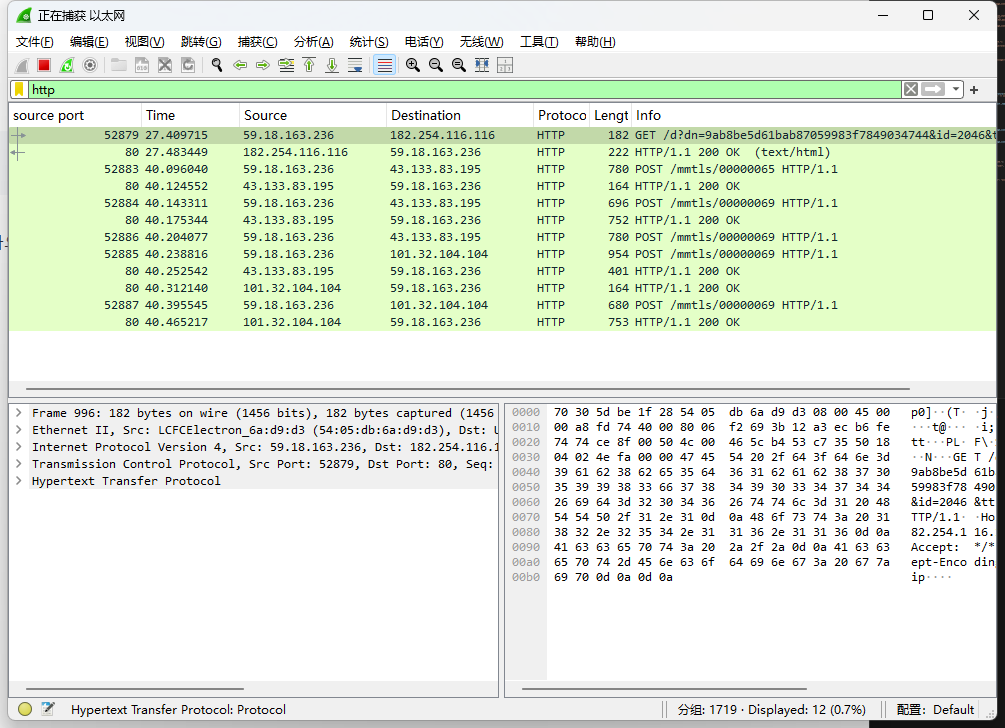 正在捕获 以太网
文件(F) 编辑(E) 视图(V) 跳转(G) 捕获(C) 分析(A) 统计(S) 电话(Y) 无线(W) 工具(T) 帮助(H)
http
source port Time Source Destination Protoco Lengt Info
52879 27.409715 59.18.163.236 182.254.116.116 HTTP 182 GET /d?dn=9ab8be5d61bab87059983f7849034744&id=2046&t
80 27.483449 182.254.116.116 59.18.163.236 HTTP 222 HTTP/1.1 200 OK (text/html)
52883 40.096040 59.18.163.236 43.133.83.195 HTTP 780 POST /mmtls/00000065 HTTP/1.1
80 40.124552 43.133.83.195 59.18.163.236 HTTP 164 HTTP/1.1 200 OK
52884 40.143311 59.18.163.236 43.133.83.195 HTTP 696 POST /mmtls/00000069 HTTP/1.1
80 40.175344 43.133.83.195 59.18.163.236 HTTP 752 HTTP/1.1 200 OK
52886 40.204077 59.18.163.236 43.133.83.195 HTTP 780 POST /mmtls/00000069 HTTP/1.1
52885 40.238816 59.18.163.236 101.32.104.104 HTTP 954 POST /mmtls/00000069 HTTP/1.1
80 40.252542 43.133.83.195 59.18.163.236 HTTP 401 HTTP/1.1 200 OK
80 40.312140 101.32.104.104 59.18.163.236 HTTP 164 HTTP/1.1 200 OK
52887 40.395545 59.18.163.236 101.32.104.104 HTTP 680 POST /mmtls/00000069 HTTP/1.1
80 40.465217 101.32.104.104 59.18.163.236 HTTP 753 HTTP/1.1 200 OK
Frame 996: 182 bytes on wire (1456 bits), 182 bytes captured (1456
Ethernet II, Src: LCFCElectron_6a:d9:d3 (54:05:db:6a:d9:d3), Dst: U
Internet Protocol Version 4, Src: 59.18.163.236, Dst: 182.254.116.1
Transmission Control Protocol, Src Port: 52879, Dst Port: 80, Seq:
Hypertext Transfer Protocol
0000 70 30 5d be 1f 28 54 05 db 6a d9 d3 08 00 45 00 p0]··(T· ·j·
0010 00 a8 fd 74 40 00 80 06 f2 69 3b 12 a3 ec b6 fe ···t@··· ·i;
0020 74 74 ce 8f 00 50 4c 00 46 5c b4 53 c7 35 50 18 tt···PL· F\·
0030 04 02 4e fa 00 00 47 45 54 20 2f 64 3f 64 6e 3d ··N···GE T /
0040 39 61 62 38 62 65 35 64 36 31 62 61 62 38 37 30 9ab8be5d 61b
0050 35 39 39 38 33 66 37 38 34 39 30 33 34 37 34 34 59983f78 490
0060 26 69 64 3d 32 30 34 36 26 74 74 6c 3d 31 20 48 &id=2046 &tt
0070 54 54 50 2f 31 2e 31 0d 0a 48 6f 73 74 3a 20 31 TTP/1.1· ·Ho
0080 38 32 2e 32 35 34 2e 31 31 36 2e 31 31 36 0d 0a 82.254.1 16.
0090 41 63 63 65 70 74 3a 20 2a 2f 2a 0d 0a 41 63 63 Accept: */*
00a0 65 70 74 2d 45 6e 63 6f 64 69 6e 67 3a 20 67 7a ept-Enco din
00b0 69 70 0d 0a 0d 0a ip····
Hypertext Transfer Protocol: Protocol 分组: 1719 · Displayed: 12 (0.7%) 配置: Default